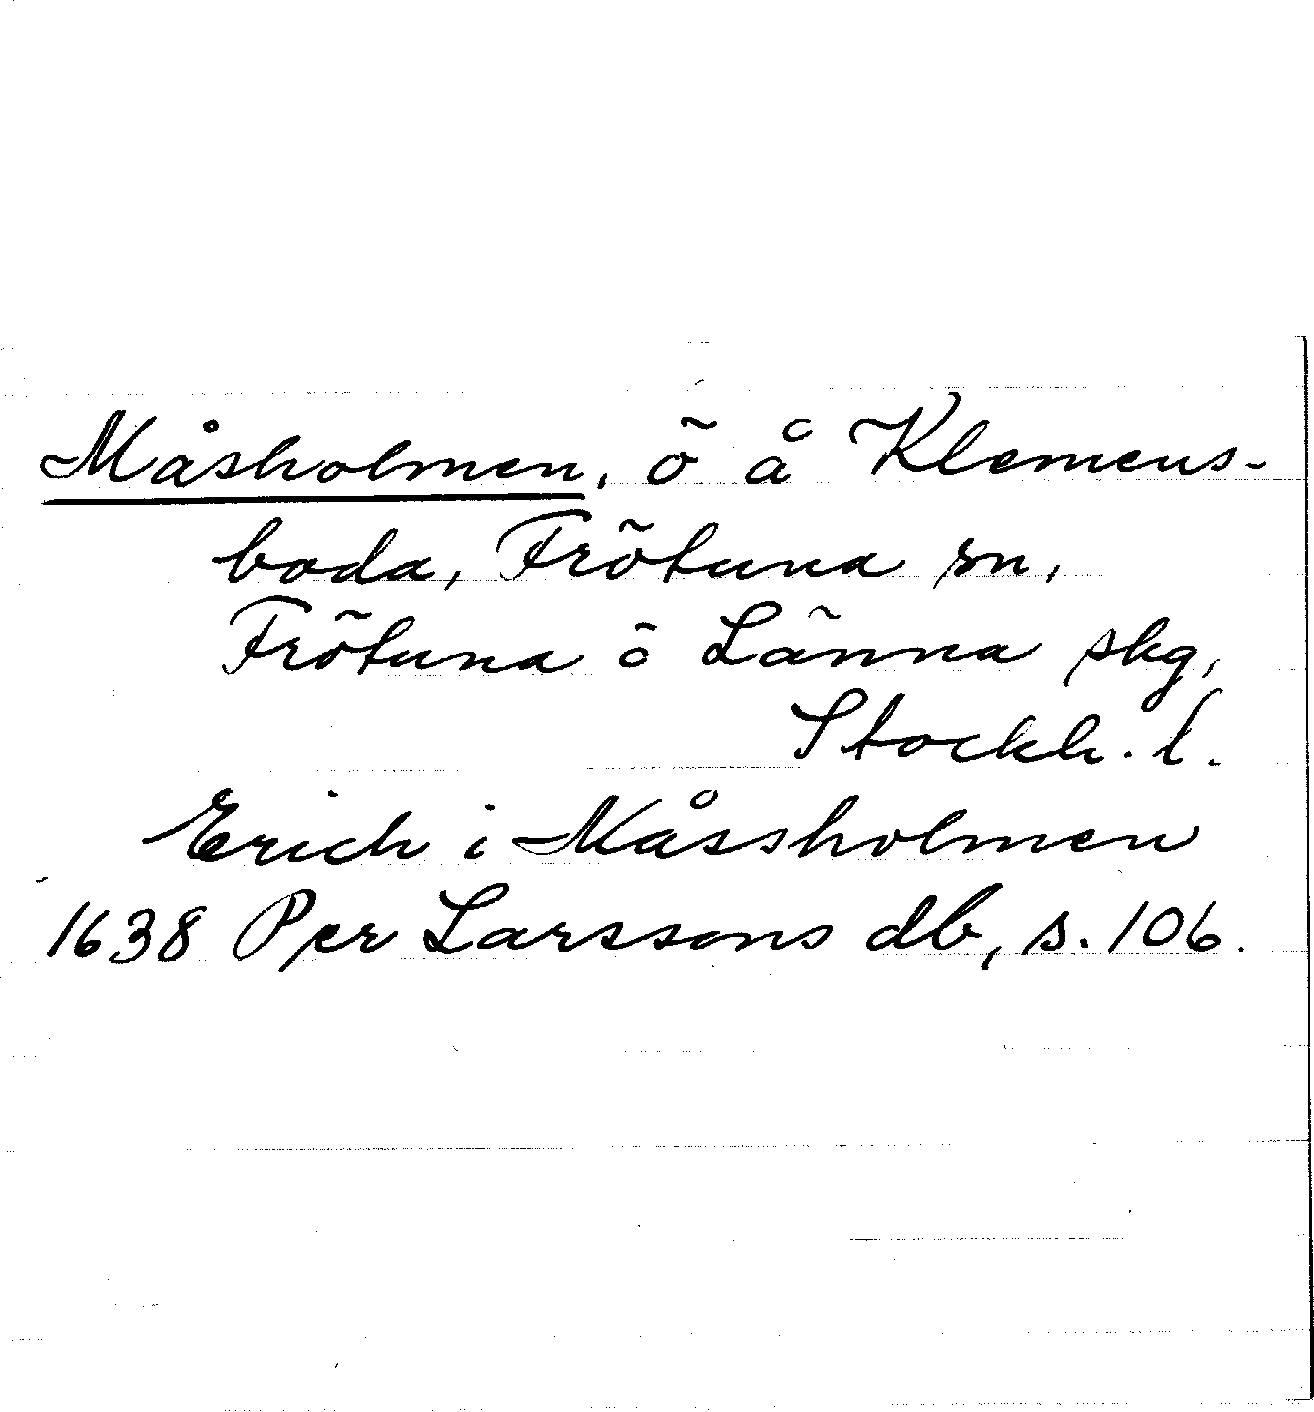 Måsholmen, ö å Klemens-
boda, Frötuna sn,
Frötuna o Länna skg,
Stockh. l.
Erich i Måssholmen
1638 Per Larssons db, s. 106.